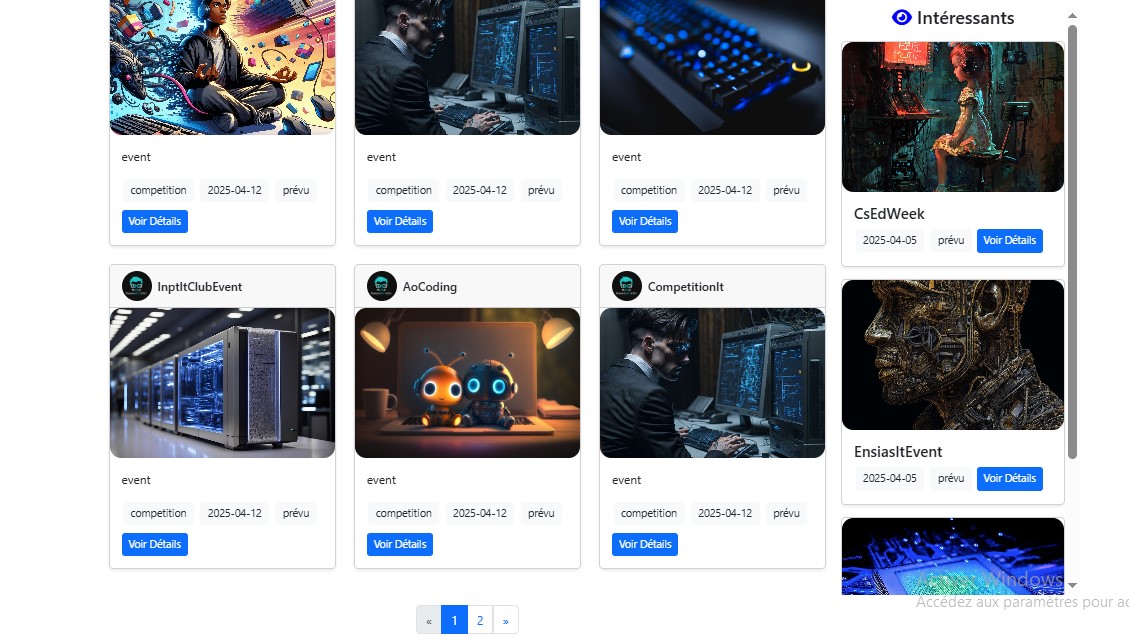 event
competition 2025-04-12 prévu
Voir Détails
event
competition 2025-04-12 prévu
Voir Détails
event
competition 2025-04-12 prévu
Voir Détails
InptItClubEvent
event
competition 2025-04-12 prévu
Voir Détails
AoCoding
event
competition 2025-04-12 prévu
Voir Détails
CompetitionIt
event
competition 2025-04-12 prévu
Voir Détails
« 1 2 »
Intéressants
CsEdWeek
2025-04-05 prévu Voir Détails
EnsiasItEvent
2025-04-05 prévu Voir Détails
Windows
Accédez aux paramètres pour ac